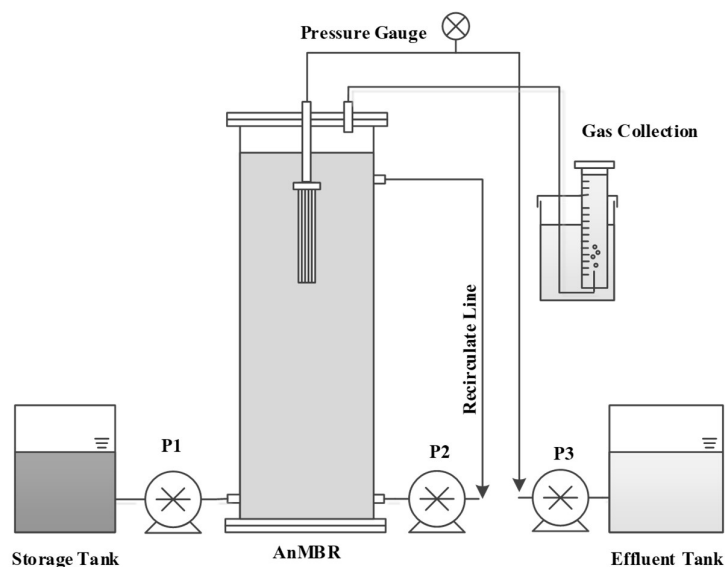 Pressure Gauge
Gas Collection
Recirculate Line
P1
P2
P3
Storage Tank
AnMBR
Effluent Tank